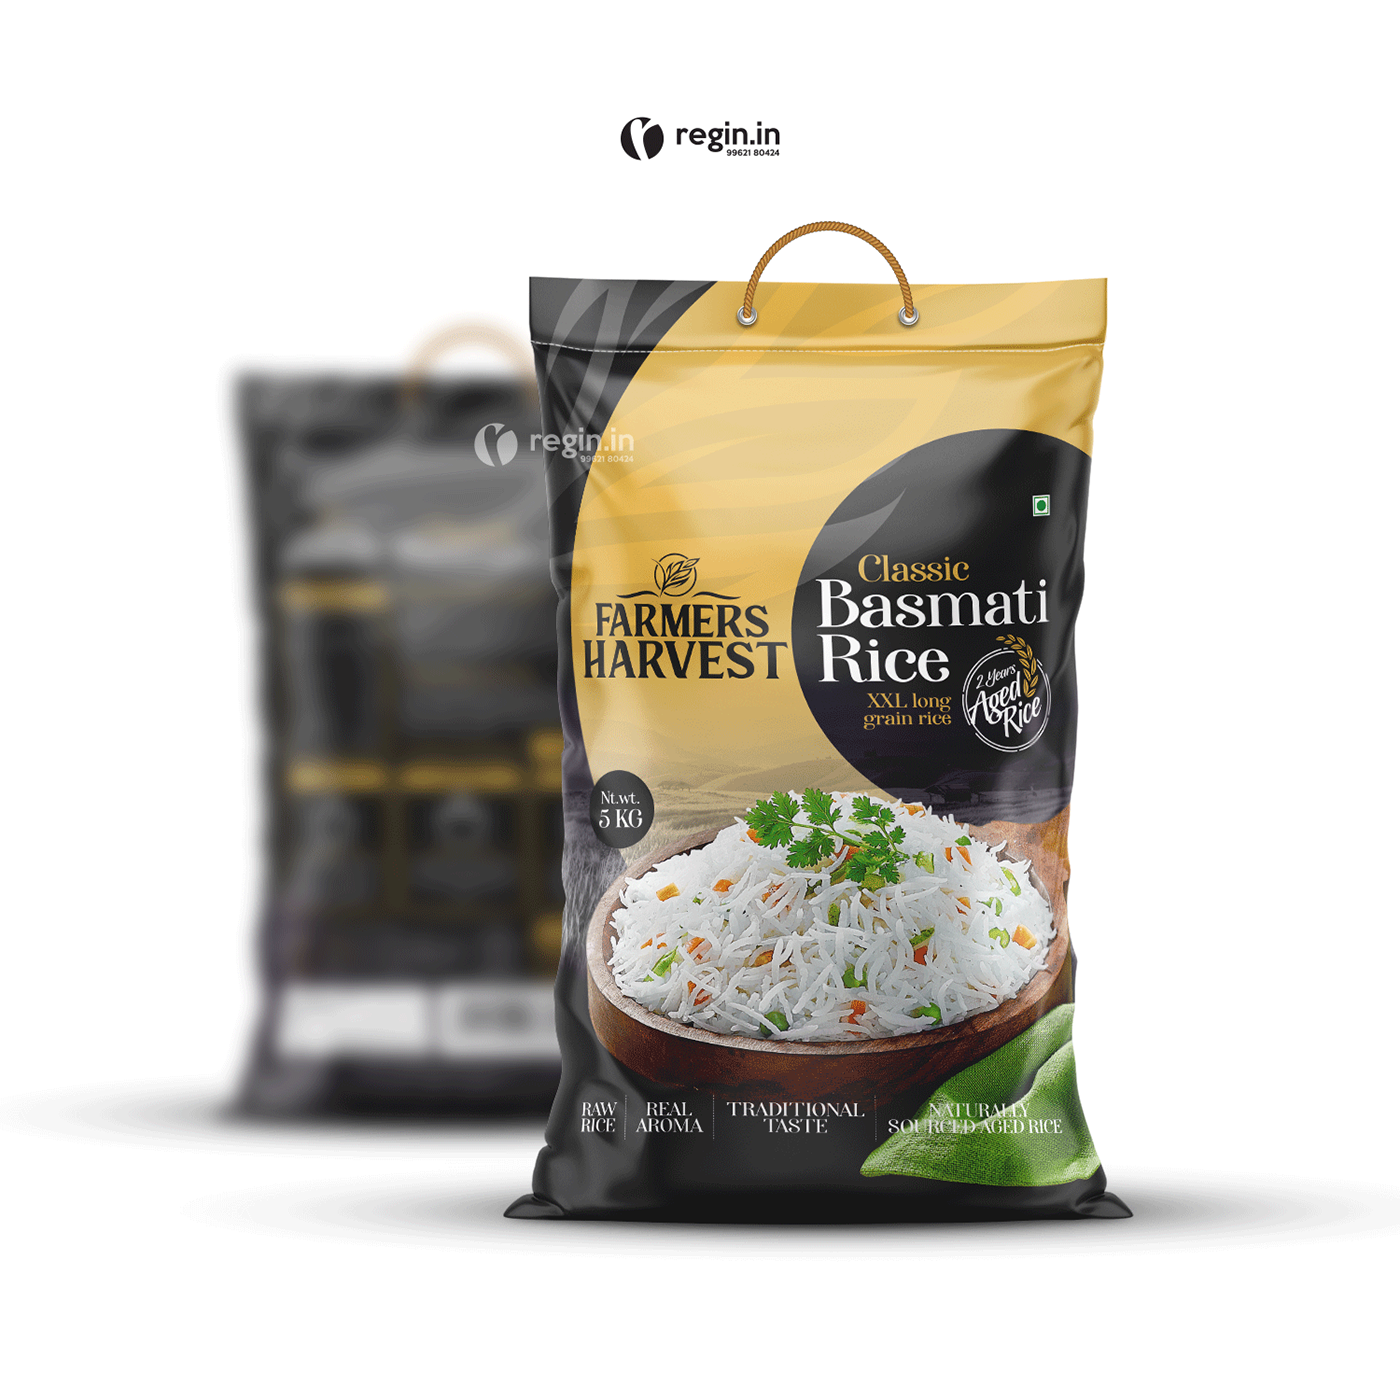 regin.in
99621 80424
regin.in
99621 80424
FARMERS
HARVEST
Classic
Basmati
Rice
XXL long
grain rice
2 Years
Aged
Rice
Nt.wt.
5 KG
RAW
RICE
REAL
AROMA
TRADITIONAL
TASTE
NATURALLY
SOURCED AGED RICE